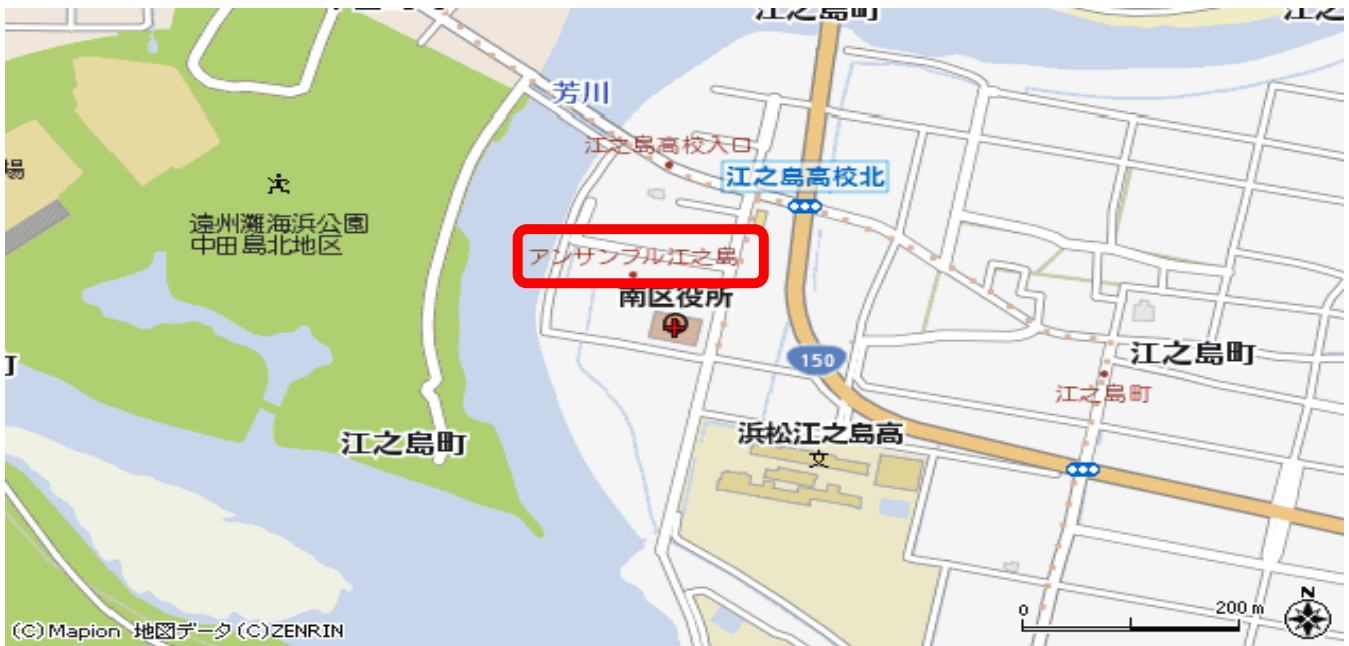 江之島町
芳川
江之島高校入口
場
江之島高校北
遠州灘海浜公園
中田島北地区
アンサンブル江之島
南区役所
150
江之島町
江之島町
江之島町
浜松江之島高
文
0 200m
N
(C)Mapion 地図データ(C)ZENRIN